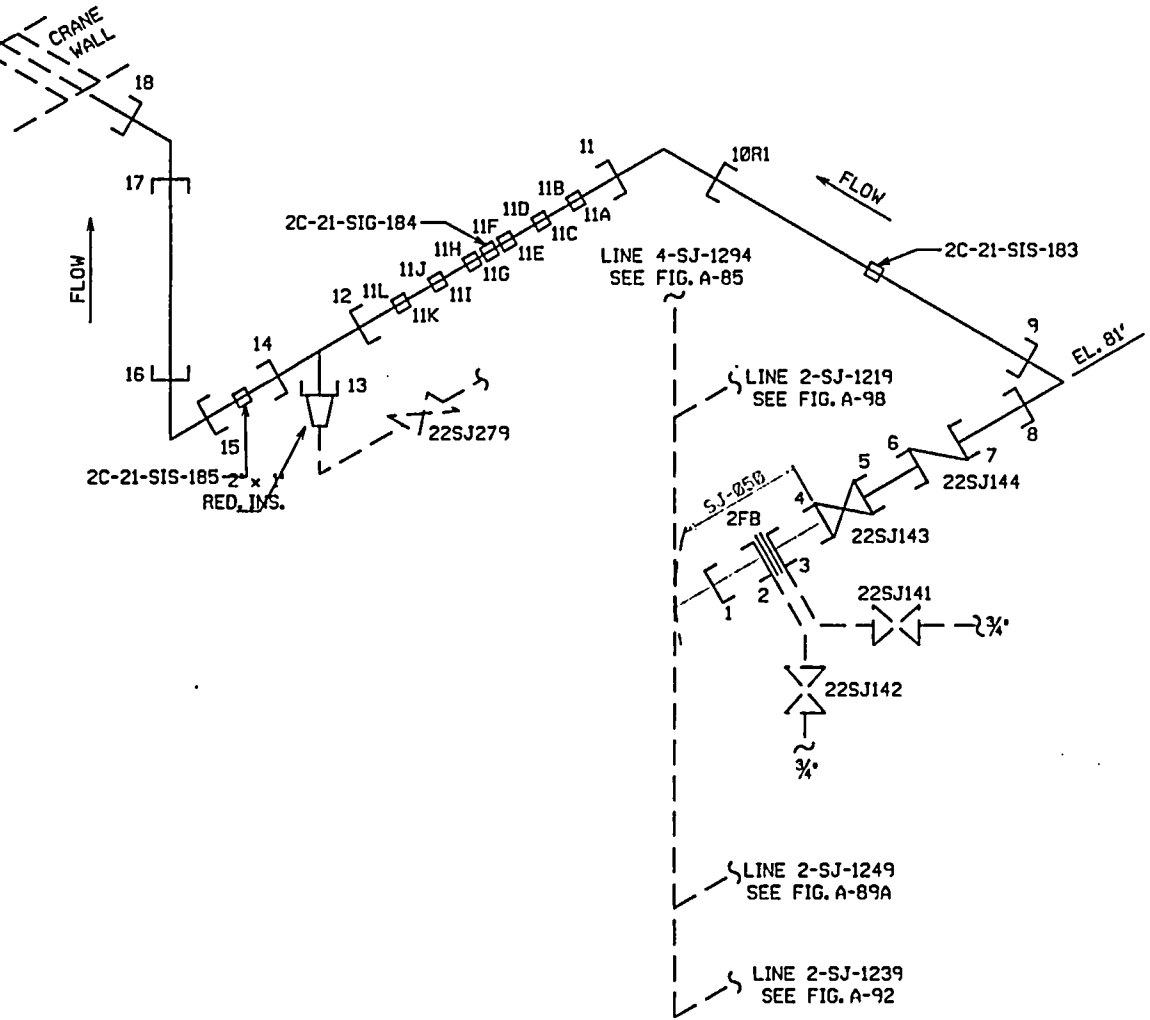 CRANE
WALL
18
17
FLOW
16
15
14
12
13
11
11B
11A
11D
11C
11F
11E
11H
11G
11J
11I
11L
11K
2C-21-SIG-184
10R1
FLOW
2C-21-SIS-183
9
EL. 81'
8
7
6
5
4
3
2
1
22SJ144
22SJ143
SJ-050
2FB
22SJ141
3/4"
22SJ142
3/4"
LINE 4-SJ-1294
SEE FIG. A-85
LINE 2-SJ-1219
SEE FIG. A-98
22SJ279
2C-21-SIS-185
2" ×
RED. INS.
LINE 2-SJ-1249
SEE FIG. A-89A
LINE 2-SJ-1239
SEE FIG. A-92